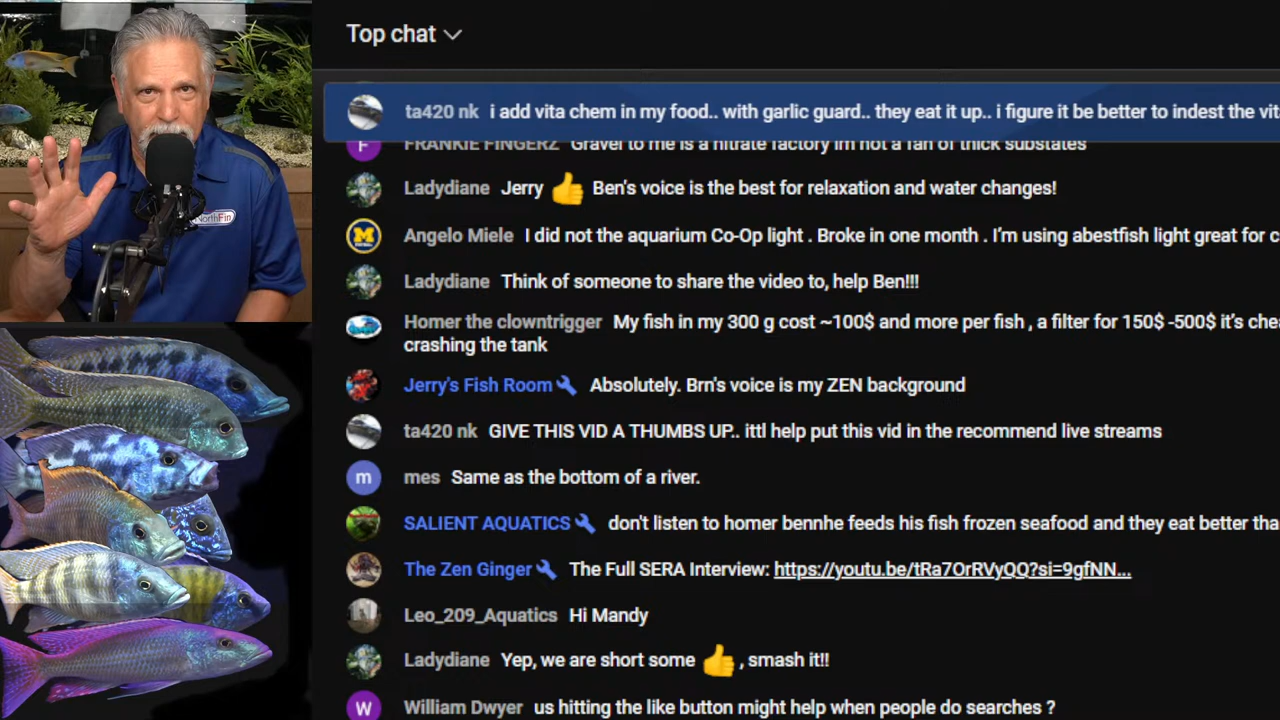 Top chat
ta420 nk i add vita chem in my food.. with garlic guard.. they eat it up.. i figure it be better to indest the vit
FRANKIE FINGERZ Gravel to me is a nitrate factory im not a fan of thick substates
Ladydiane Jerry 👍 Ben's voice is the best for relaxation and water changes!
Angelo Miele I did not the aquarium Co-Op light . Broke in one month . I'm using abestfish light great for c
Ladydiane Think of someone to share the video to, help Ben!!!
Homer the clowntrigger My fish in my 300 g cost ~100$ and more per fish , a filter for 150$ -500$ it's che
crashing the tank
Jerry's Fish Room Absolutely. Brn's voice is my ZEN background
ta420 nk GIVE THIS VID A THUMBS UP.. ittl help put this vid in the recommend live streams
m mes Same as the bottom of a river.
SALIENT AQUATICS don't listen to homer bennhe feeds his fish frozen seafood and they eat better tha
The Zen Ginger The Full SERA Interview: https://youtu.be/tRa7OrRVyQQ?si=9gfNN...
Leo_209_Aquatics Hi Mandy
Ladydiane Yep, we are short some 👍 , smash it!!
W William Dwyer us hitting the like button might help when people do searches ?
NorthFin